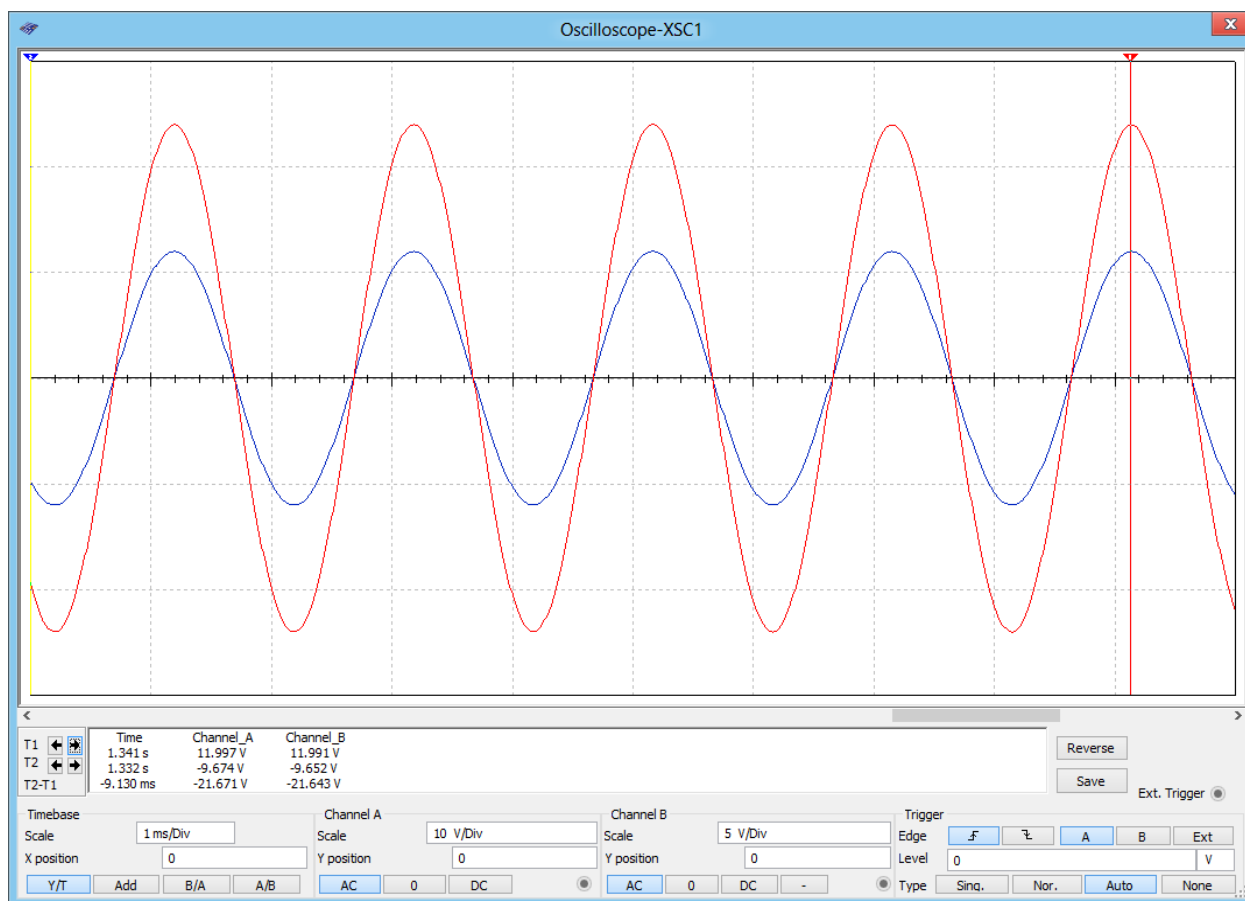 Oscilloscope-XSC1
x
2
1
< >
Time Channel_A Channel_B
T1 1.341 s 11.997 V 11.991 V
T2 1.332 s -9.674 V -9.652 V
T2-T1 -9.130 ms -21.671 V -21.643 V
Reverse
Save
Ext. Trigger
Timebase
Scale 1 ms/Div
X position 0
Y/T Add B/A A/B
Channel A
Scale 10 V/Div
Y position 0
AC 0 DC
Channel B
Scale 5 V/Div
Y position 0
AC 0 DC -
Trigger
Edge A B Ext
Level 0 V
Type Sing. Nor. Auto None